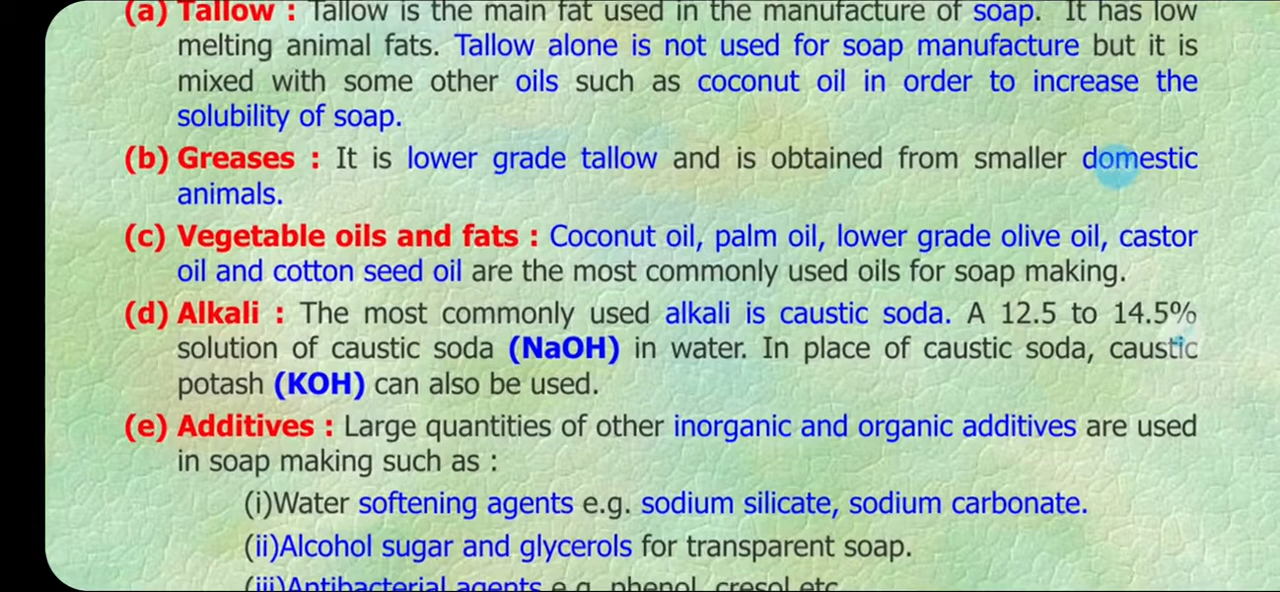 (a) Tallow : Tallow is the main fat used in the manufacture of soap. It has low
melting animal fats. Tallow alone is not used for soap manufacture but it is
mixed with some other oils such as coconut oil in order to increase the
solubility of soap.
(b) Greases : It is lower grade tallow and is obtained from smaller domestic
animals.
(c) Vegetable oils and fats : Coconut oil, palm oil, lower grade olive oil, castor
oil and cotton seed oil are the most commonly used oils for soap making.
(d) Alkali : The most commonly used alkali is caustic soda. A 12.5 to 14.5%
solution of caustic soda (NaOH) in water. In place of caustic soda, caustic
potash (KOH) can also be used.
(e) Additives : Large quantities of other inorganic and organic additives are used
in soap making such as :
(i)Water softening agents e.g. sodium silicate, sodium carbonate.
(ii)Alcohol sugar and glycerols for transparent soap.
(iii)Antibacterial agents e.g. phenol, cresol etc